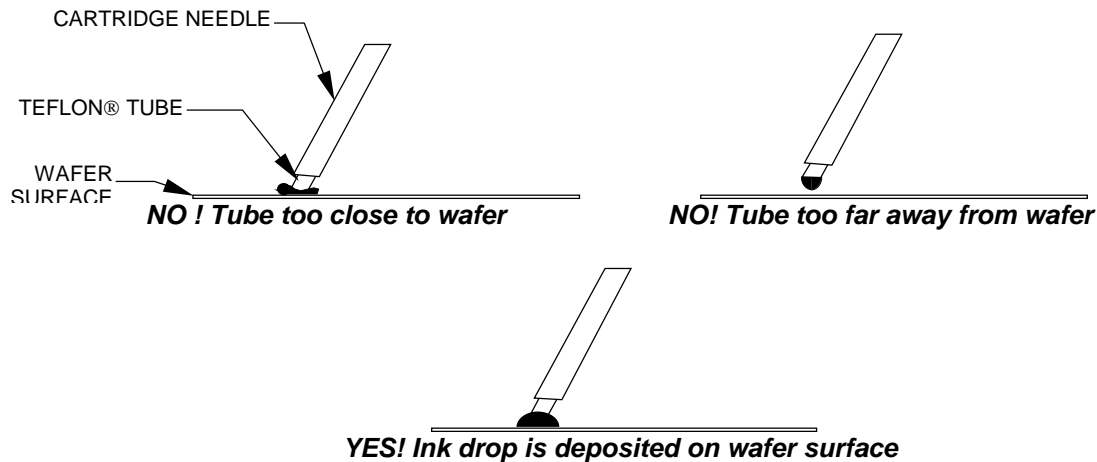 CARTRIDGE NEEDLE
TEFLON® TUBE
WAFER
SURFACE
NO ! Tube too close to wafer
NO! Tube too far away from wafer
YES! Ink drop is deposited on wafer surface